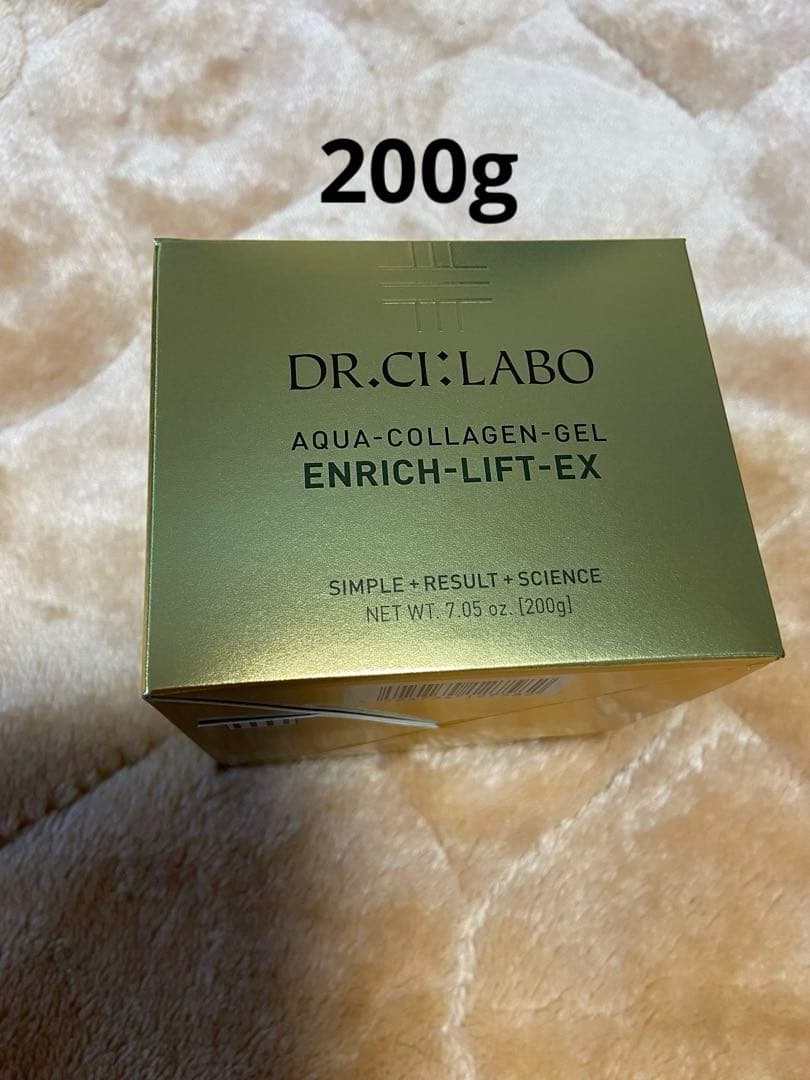 200g
DR.CI:LABO
AQUA-COLLAGEN-GEL
ENRICH-LIFT-EX
SIMPLE+RESULT+SCIENCE
NET WT. 7.05 oz. [200g]